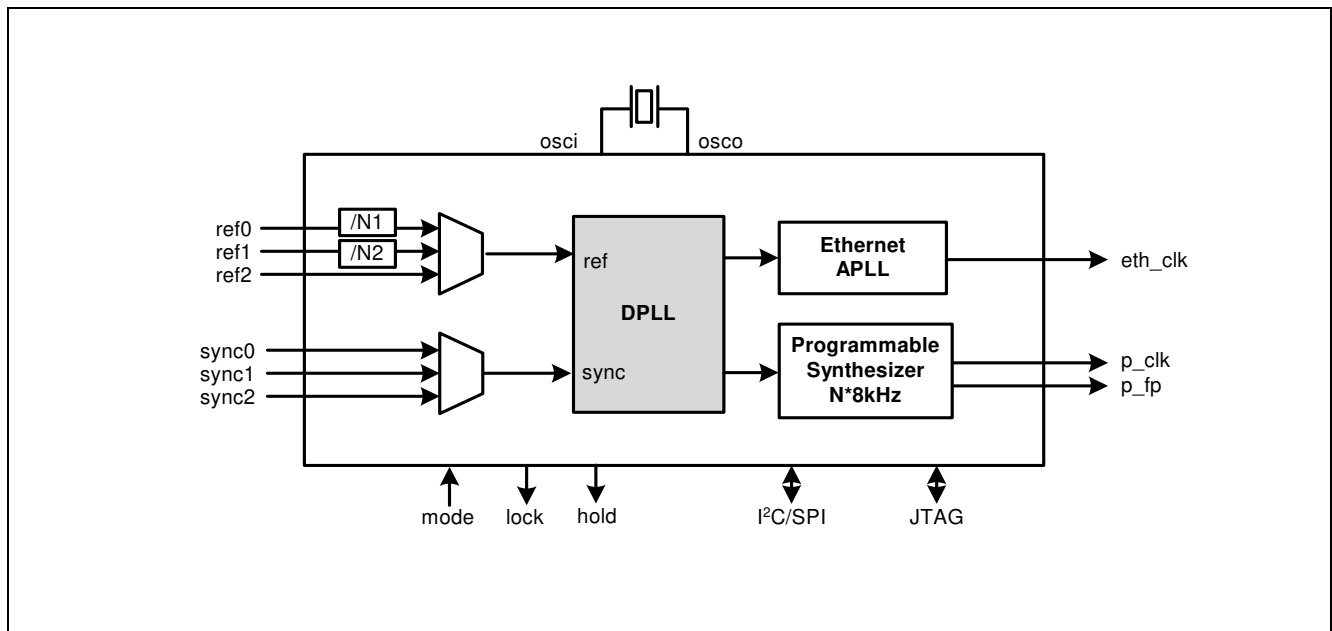 osci
osco
ref0
ref1
ref2
/N1
/N2
ref
DPLL
sync
Ethernet
APLL
eth_clk
sync0
sync1
sync2
Programmable
Synthesizer
N*8kHz
p_clk
p_fp
mode
lock
hold
I²C/SPI
JTAG